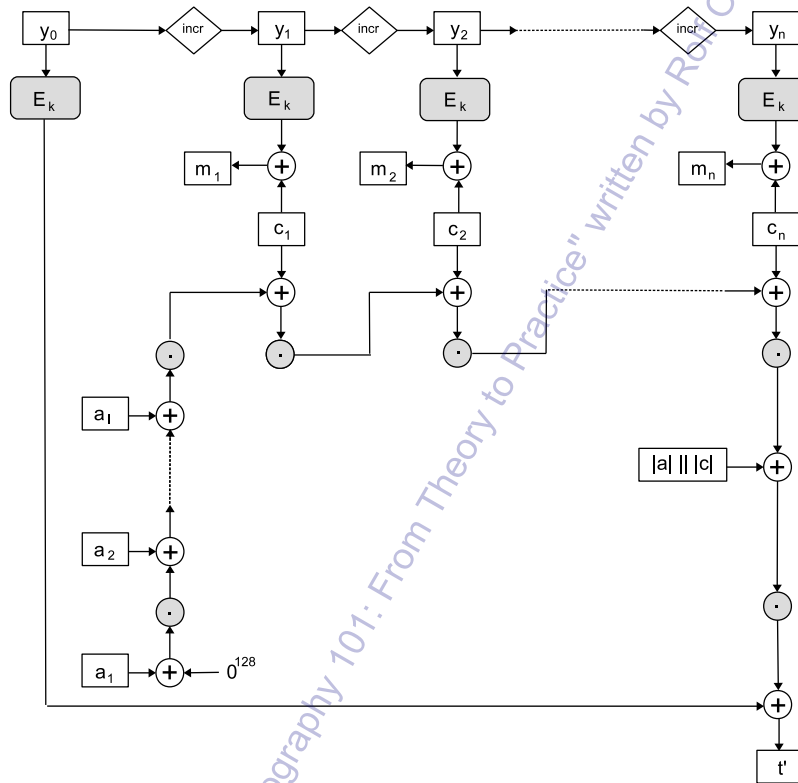 y₀ incr y₁ incr y₂ incr yₙ
Eₖ Eₖ Eₖ Eₖ
m₁ + m₂ + mₙ +
c₁ c₂ cₙ
+ + +
· · · ·
aₗ +
|a| || |c| +
a₂ +
· ·
a₁ + 0¹²⁸
+
t'
ography 101: From Theory to Practice" written by Rolf O